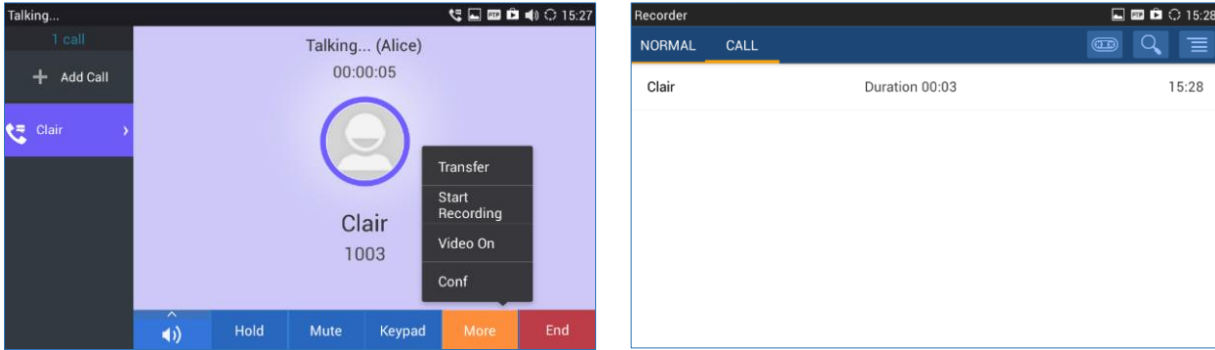 Talking...
15:27
1 call
Add Call
Clair
Talking... (Alice)
00:00:05
Clair
1003
Transfer
Start
Recording
Video On
Conf
Hold
Mute
Keypad
More
End
Recorder
PTP
15:28
NORMAL
CALL
Clair
Duration 00:03
15:28